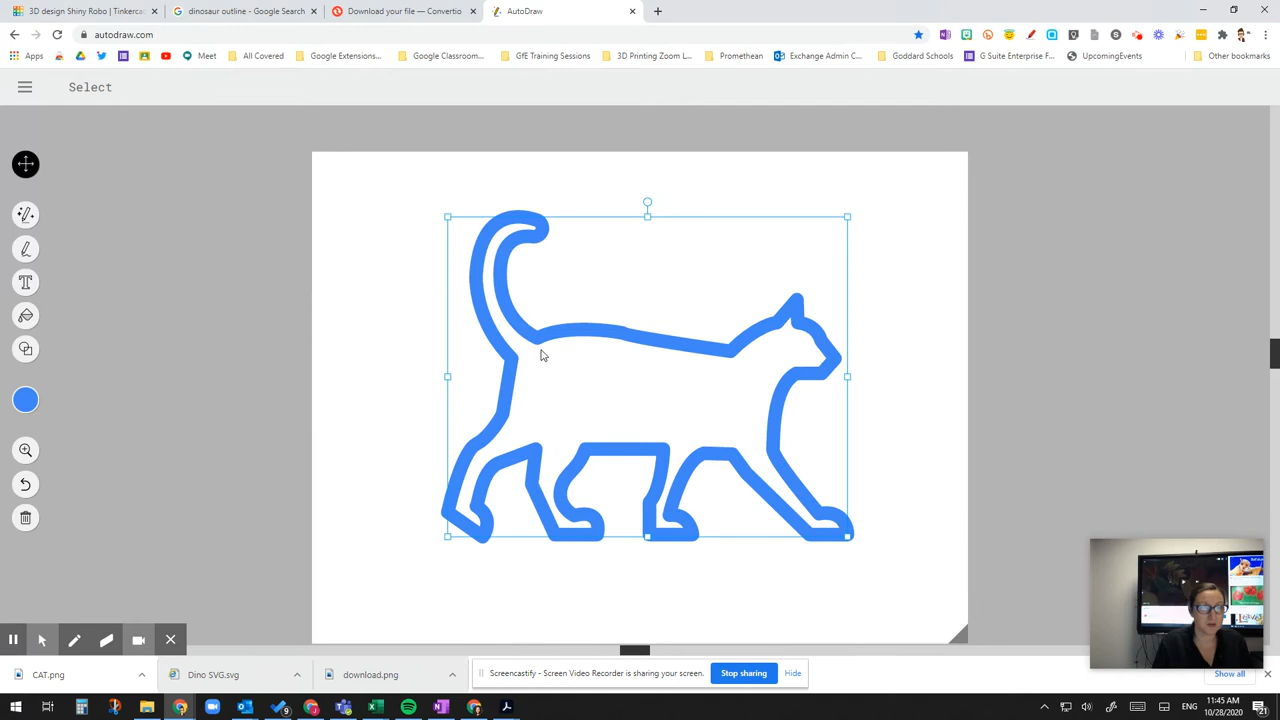 3D design Shiny Robo | Tinkerca
dinosaur outline - Google Search
Download your file — Convertio
AutoDraw
autodraw.com
Apps
Meet
All Covered
Google Extensions...
Google Classroom...
GfE Training Sessions
3D Printing Zoom L...
Promethean
Exchange Admin C...
Goddard Schools
G Suite Enterprise F...
UpcomingEvents
Other bookmarks
Select
CAT.png
Dino SVG.svg
download.png
Screencastify - Screen Video Recorder is sharing your screen.
Stop sharing
Hide
Show all
11:45 AM
10/28/2020
21